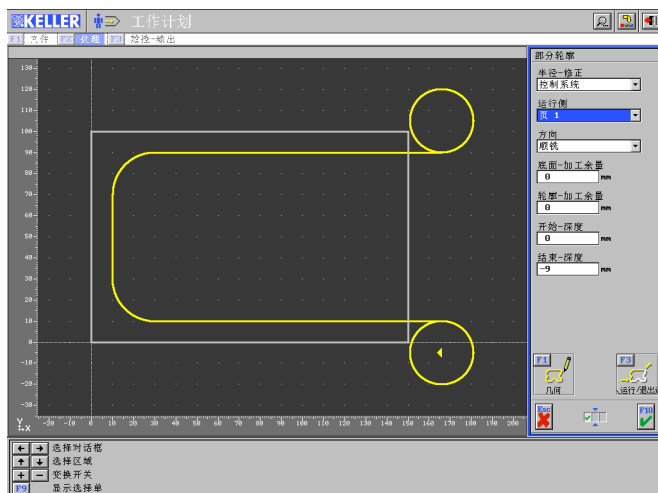 KELLER 工作计划
F1 文件 F2 处理 F3 数控-输出
部分轮廓
半径-修正
控制系统
运行侧
页 1
方向
顺铣
底面-加工余量
0 mm
轮廓-加工余量
0 mm
开始-深度
0 mm
结束-深度
-9 mm
130
120
110
100
90
80
70
60
50
40
30
20
10
0
-10
-20
-30
Y
X
-20 -10 0 10 20 30 40 50 60 70 80 90 100 110 120 130 140 150 160 170 180 190 200
F1 F3
几何 运行/退出
Esc F10
选择对话框
选择区域
+ - 变换开关
F9 显示选择单